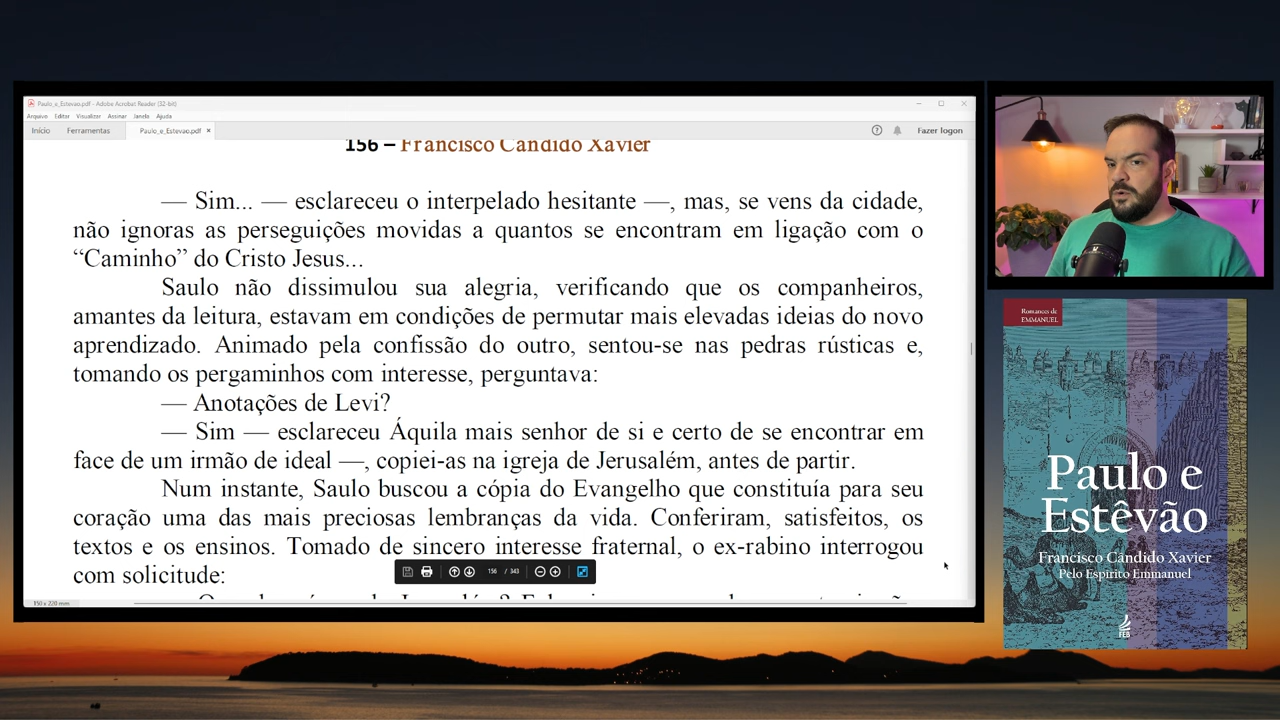 Paulo_e_Estevao.pdf - Adobe Acrobat Reader (32-bit)
Arquivo Editar Visualizar Assinar Janela Ajuda
Início Ferramentas Paulo_e_Estevao.pdf × Fazer logon
156 – Francisco Cândido Xavier
— Sim... — esclareceu o interpelado hesitante —, mas, se vens da cidade,
não ignoras as perseguições movidas a quantos se encontram em ligação com o
“Caminho” do Cristo Jesus...
Saulo não dissimulou sua alegria, verificando que os companheiros,
amantes da leitura, estavam em condições de permutar mais elevadas ideias do novo
aprendizado. Animado pela confissão do outro, sentou-se nas pedras rústicas e,
tomando os pergaminhos com interesse, perguntava:
— Anotações de Levi?
— Sim — esclareceu Áquila mais senhor de si e certo de se encontrar em
face de um irmão de ideal —, copiei-as na igreja de Jerusalém, antes de partir.
Num instante, Saulo buscou a cópia do Evangelho que constituía para seu
coração uma das mais preciosas lembranças da vida. Conferiram, satisfeitos, os
textos e os ensinos. Tomado de sincero interesse fraternal, o ex-rabino interrogou
com solicitude:
156 / 343
150 x 220 mm
Romances de
EMMANUEL
Paulo e
Estêvão
Francisco Cândido Xavier
Pelo Espírito Emmanuel
FEB